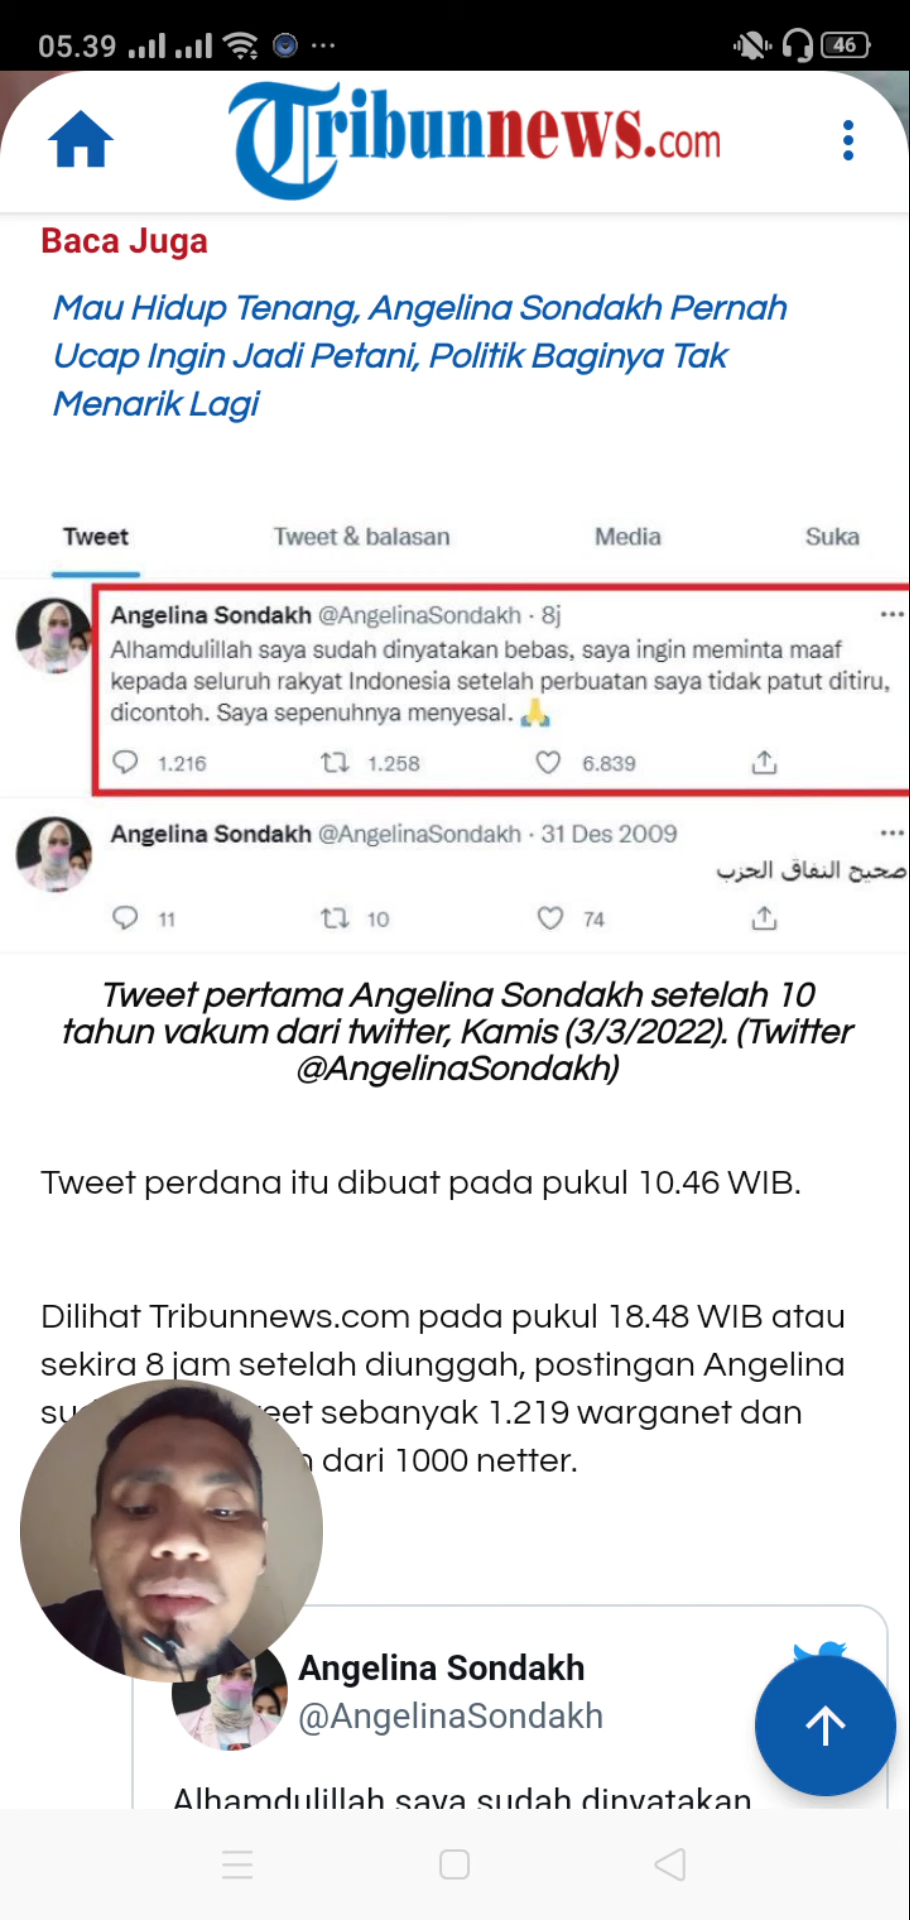 05.39
46
Tribunnews.com
Baca Juga
Mau Hidup Tenang, Angelina Sondakh Pernah
Ucap Ingin Jadi Petani, Politik Baginya Tak
Menarik Lagi
Tweet Tweet & balasan Media Suka
Angelina Sondakh @AngelinaSondakh · 8j
Alhamdulillah saya sudah dinyatakan bebas, saya ingin meminta maaf
kepada seluruh rakyat Indonesia setelah perbuatan saya tidak patut ditiru,
dicontoh. Saya sepenuhnya menyesal. 🙏
1.216 1.258 6.839
Angelina Sondakh @AngelinaSondakh · 31 Des 2009
صحيح النفاق الحزب
11 10 74
Tweet pertama Angelina Sondakh setelah 10
tahun vakum dari twitter, Kamis (3/3/2022). (Twitter
@AngelinaSondakh)
Tweet perdana itu dibuat pada pukul 10.46 WIB.
Dilihat Tribunnews.com pada pukul 18.48 WIB atau
sekira 8 jam setelah diunggah, postingan Angelina
sebanyak 1.219 warganet dan
dari 1000 netter.
Angelina Sondakh
@AngelinaSondakh
Alhamdulillah saya sudah dinyatakan